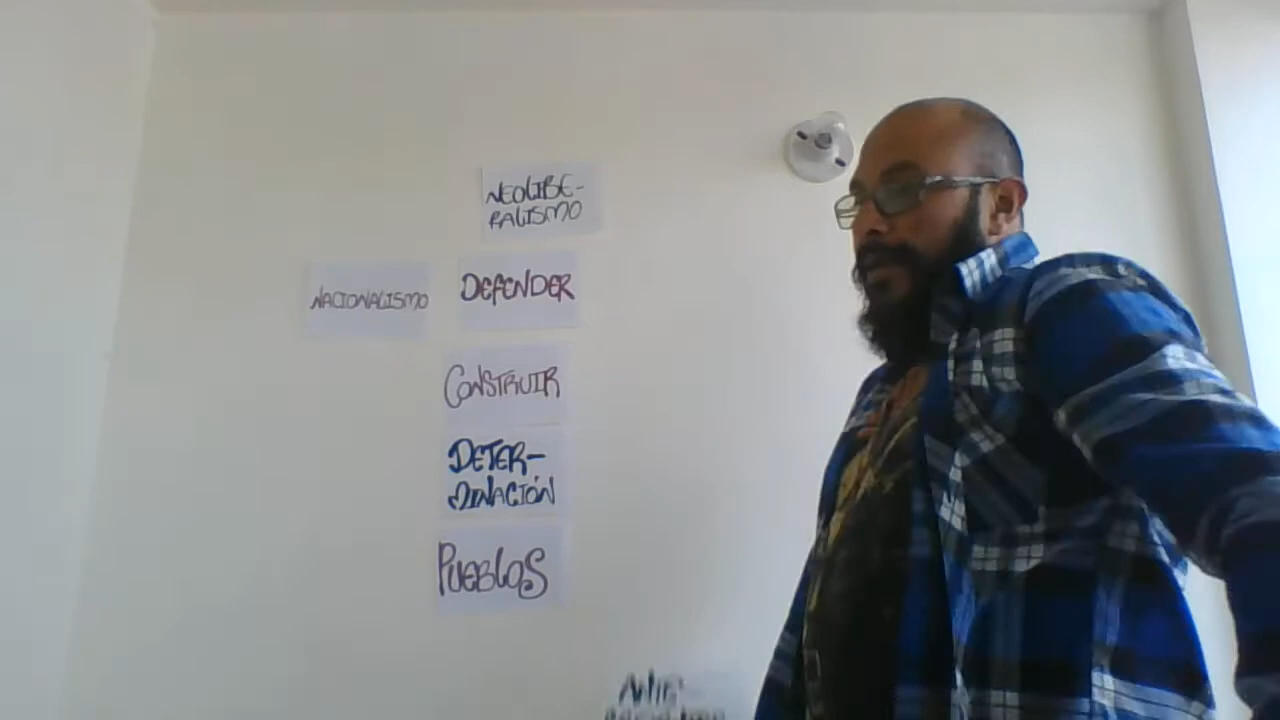 NEOLIBE-
RALISMO
NACIONALISMO
DEFENDER
CONSTRUIR
DETER-
MINACIÓN
PUEBLOS